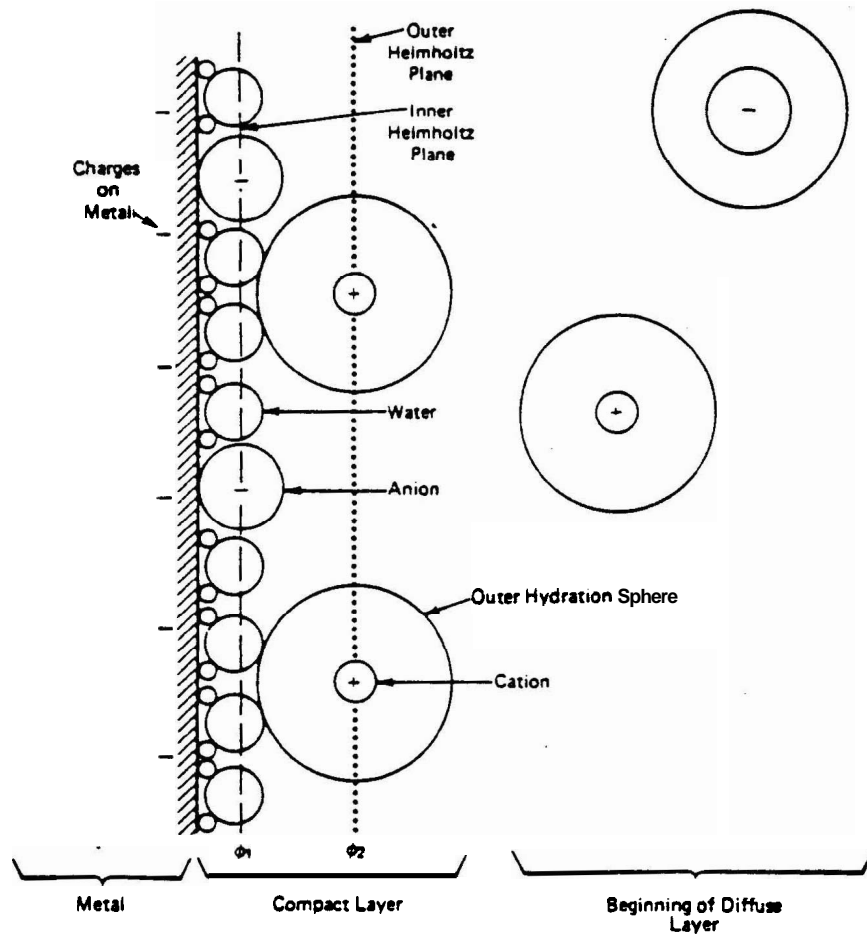 Outer
Helmholtz
Plane
Inner
Helmholtz
Plane
Charges
on
Metal
−
−
−
−
−
−
−
−
−
+
+
+
Water
Anion
Outer Hydration Sphere
Cation
ϕ1
ϕ2
Metal
Compact Layer
Beginning of Diffuse
Layer